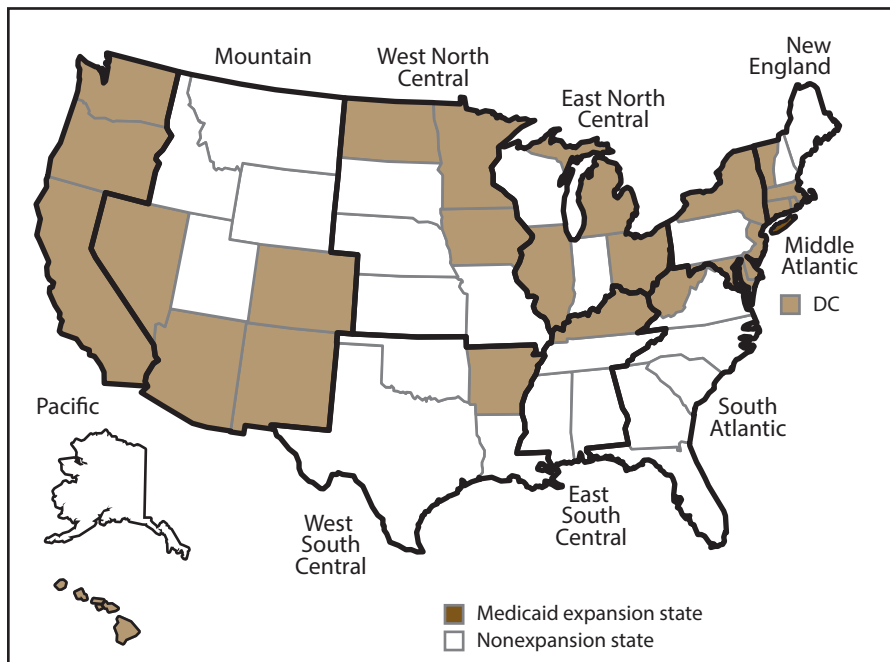 Mountain
West North
Central
New
England
East North
Central
Middle
Atlantic
DC
Pacific
South
Atlantic
West
South
Central
East
South
Central
Medicaid expansion state
Nonexpansion state